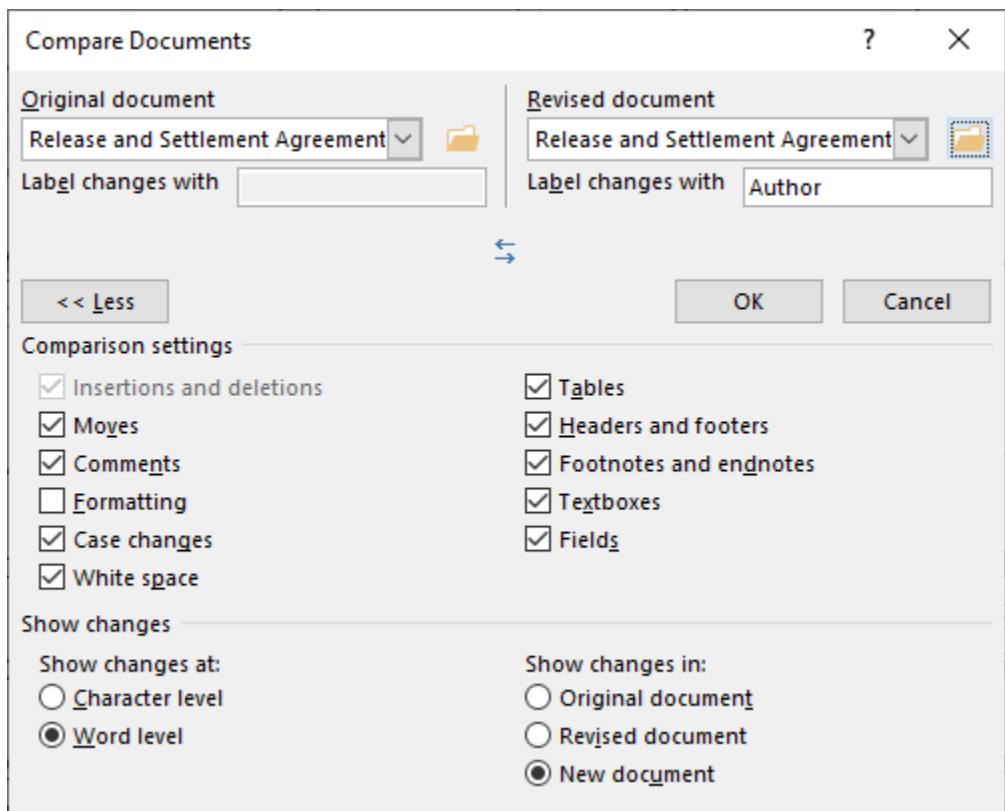 Compare Documents ?
Original document
Release and Settlement Agreement
Label changes with
Revised document
Release and Settlement Agreement
Label changes with Author
<< Less
OK
Cancel
Comparison settings
Insertions and deletions
Moves
Comments
Formatting
Case changes
White space
Tables
Headers and footers
Footnotes and endnotes
Textboxes
Fields
Show changes
Show changes at:
Character level
Word level
Show changes in:
Original document
Revised document
New document